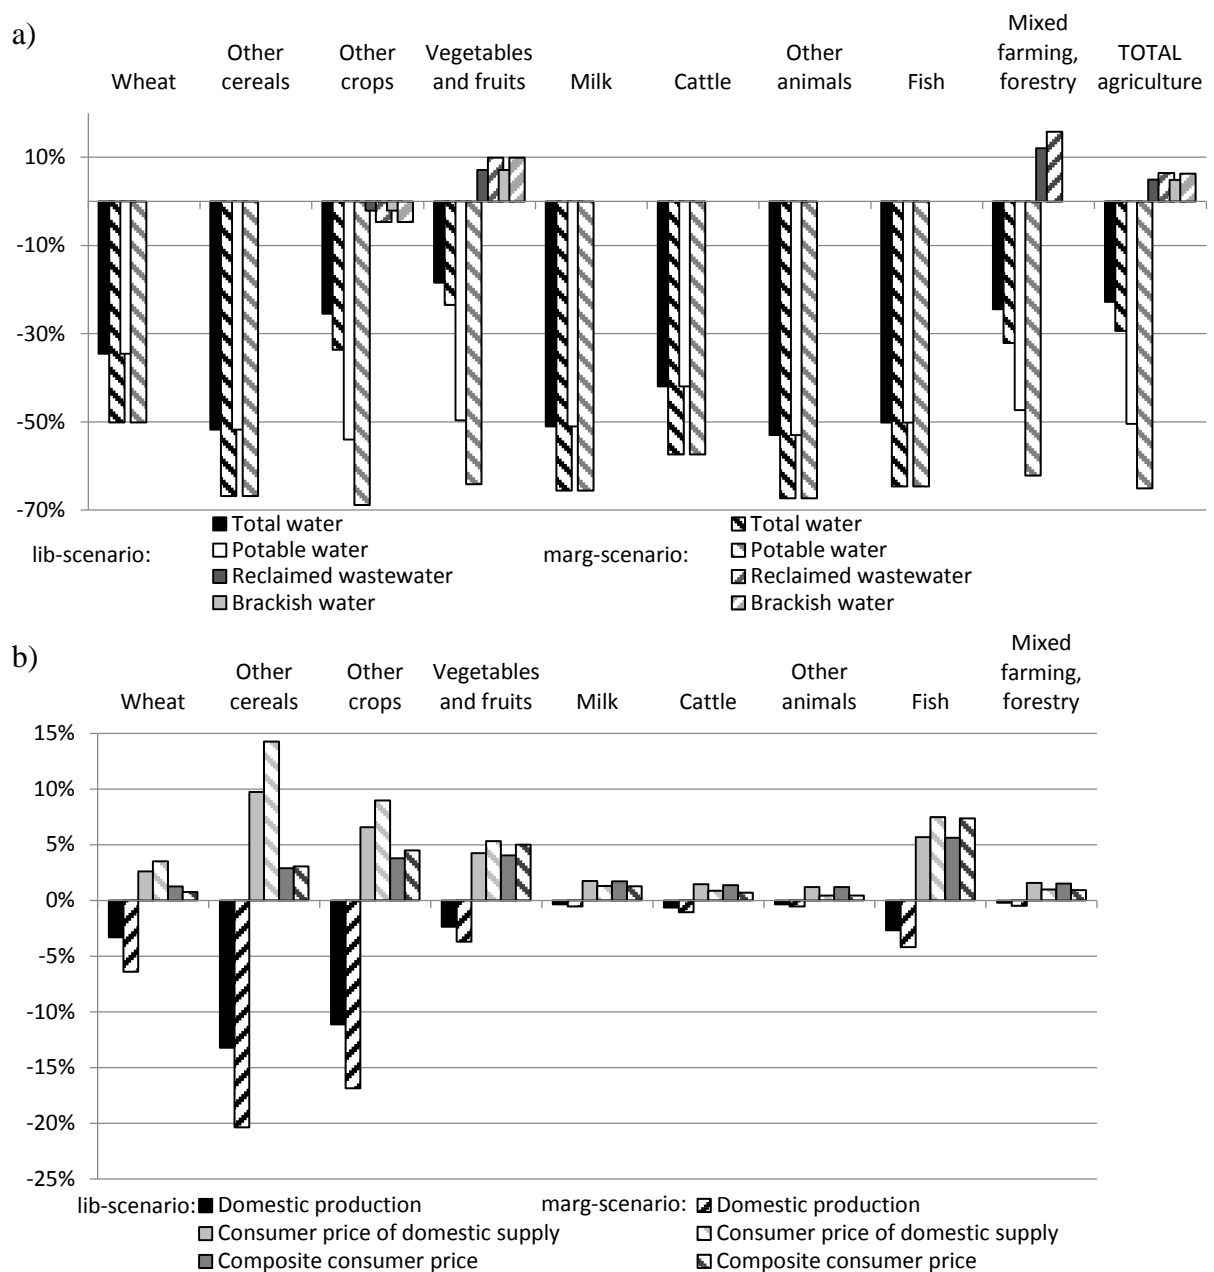 a)
Wheat
Other
cereals
Other
crops
Vegetables
and fruits
Milk
Cattle
Other
animals
Fish
Mixed
farming,
forestry
TOTAL
agriculture
10%
-10%
-30%
-50%
-70%
lib-scenario:
Total water
Potable water
Reclaimed wastewater
Brackish water
marg-scenario:
Total water
Potable water
Reclaimed wastewater
Brackish water
b)
Wheat
Other
cereals
Other
crops
Vegetables
and fruits
Milk
Cattle
Other
animals
Fish
Mixed
farming,
forestry
15%
10%
5%
0%
-5%
-10%
-15%
-20%
-25%
lib-scenario:
Domestic production
Consumer price of domestic supply
Composite consumer price
marg-scenario:
Domestic production
Consumer price of domestic supply
Composite consumer price